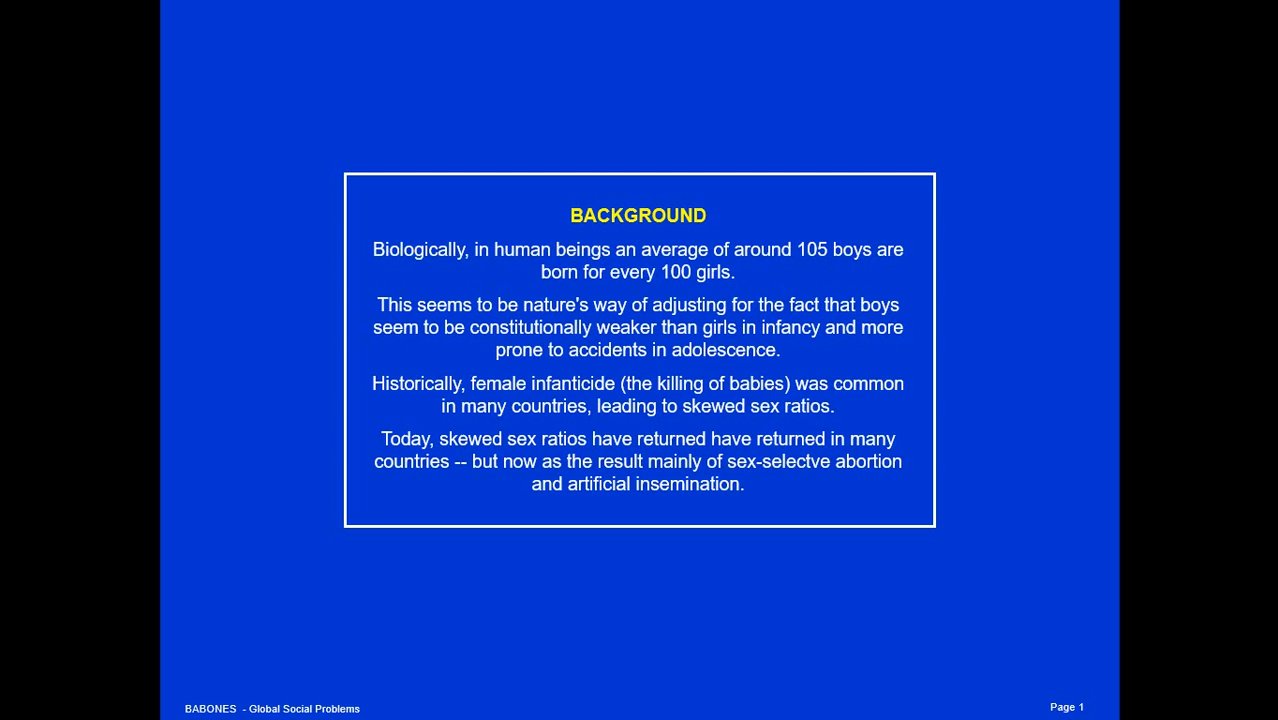 BACKGROUND
Biologically, in human beings an average of around 105 boys are
born for every 100 girls.
This seems to be nature's way of adjusting for the fact that boys
seem to be constitutionally weaker than girls in infancy and more
prone to accidents in adolescence.
Historically, female infanticide (the killing of babies) was common
in many countries, leading to skewed sex ratios.
Today, skewed sex ratios have returned have returned in many
countries -- but now as the result mainly of sex-selectve abortion
and artificial insemination.
BABONES - Global Social Problems
Page 1